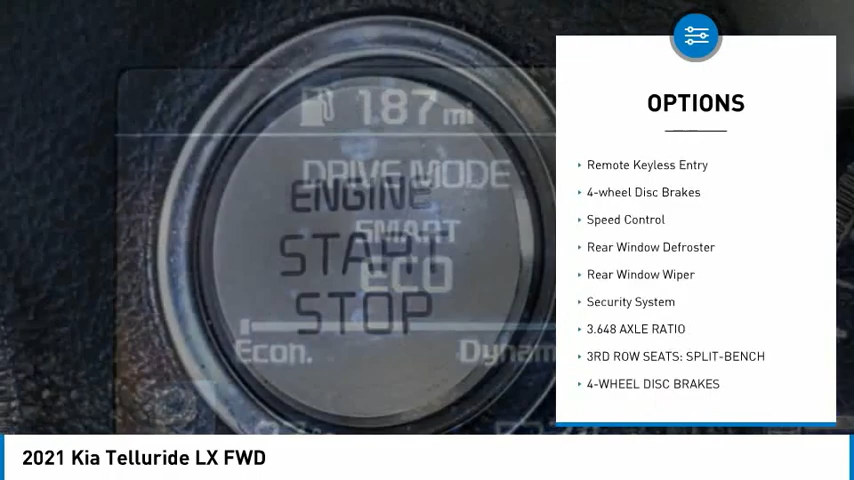 187 mi
DRIVE MODE
ENGINE
SMART
START
ECO
STOP
Econ.
Dynam
OPTIONS
Remote Keyless Entry
4-wheel Disc Brakes
Speed Control
Rear Window Defroster
Rear Window Wiper
Security System
3.648 AXLE RATIO
3RD ROW SEATS: SPLIT-BENCH
4-WHEEL DISC BRAKES
2021 Kia Telluride LX FWD